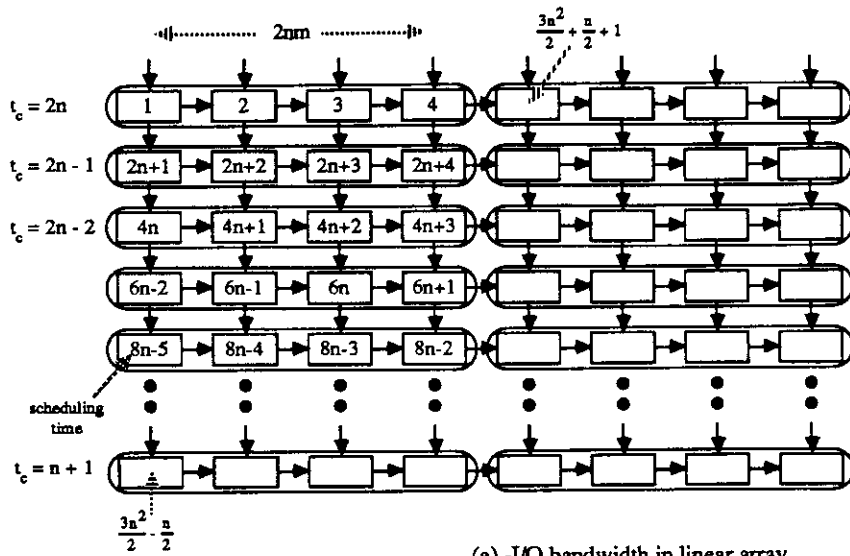 2nm
3n²/2 + n/2 + 1
t_c = 2n
1 2 3 4
t_c = 2n - 1
2n+1 2n+2 2n+3 2n+4
t_c = 2n - 2
4n 4n+1 4n+2 4n+3
6n-2 6n-1 6n 6n+1
8n-5 8n-4 8n-3 8n-2
scheduling
time
t_c = n + 1
3n²/2 - n/2
(a) -I/O bandwidth in linear array